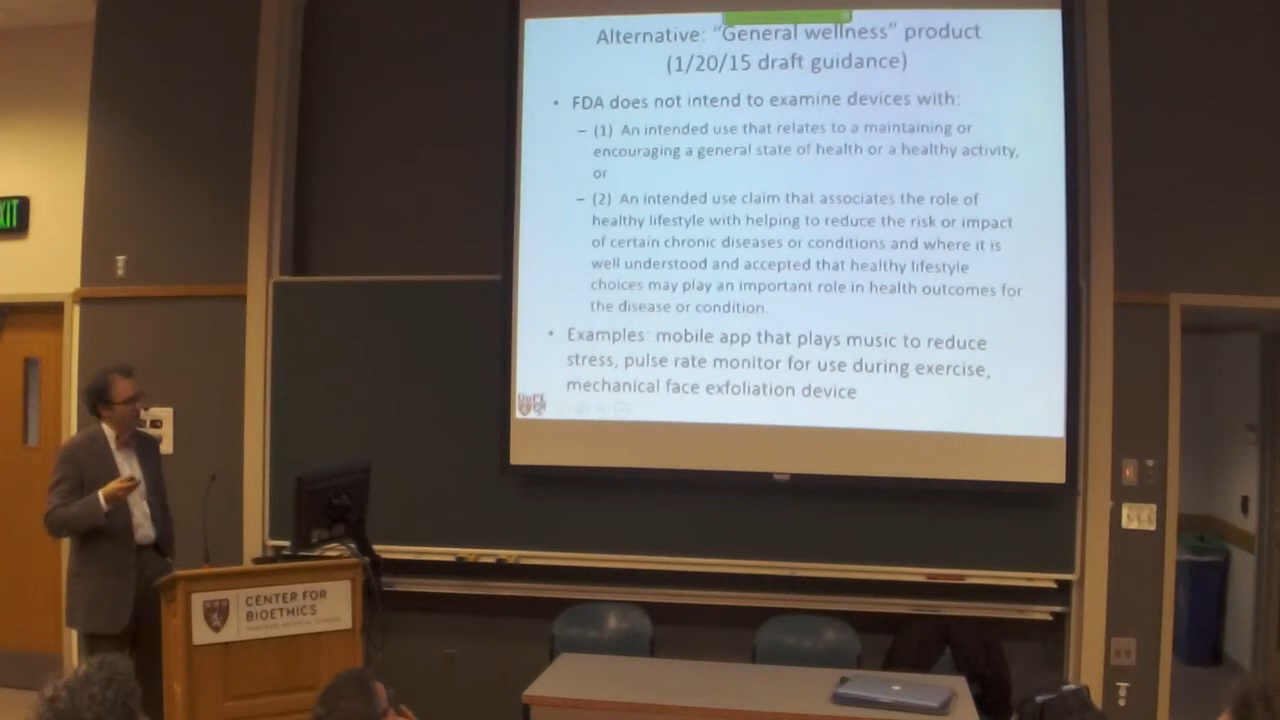 Alternative: “General wellness” product
(1/20/15 draft guidance)
• FDA does not intend to examine devices with:
– (1) An intended use that relates to a maintaining or
encouraging a general state of health or a healthy activity,
or
– (2) An intended use claim that associates the role of
healthy lifestyle with helping to reduce the risk or impact
of certain chronic diseases or conditions and where it is
well understood and accepted that healthy lifestyle
choices may play an important role in health outcomes for
the disease or condition.
• Examples: mobile app that plays music to reduce
stress, pulse rate monitor for use during exercise,
mechanical face exfoliation device
XIT
CENTER FOR
BIOETHICS
HARVARD MEDICAL SCHOOL